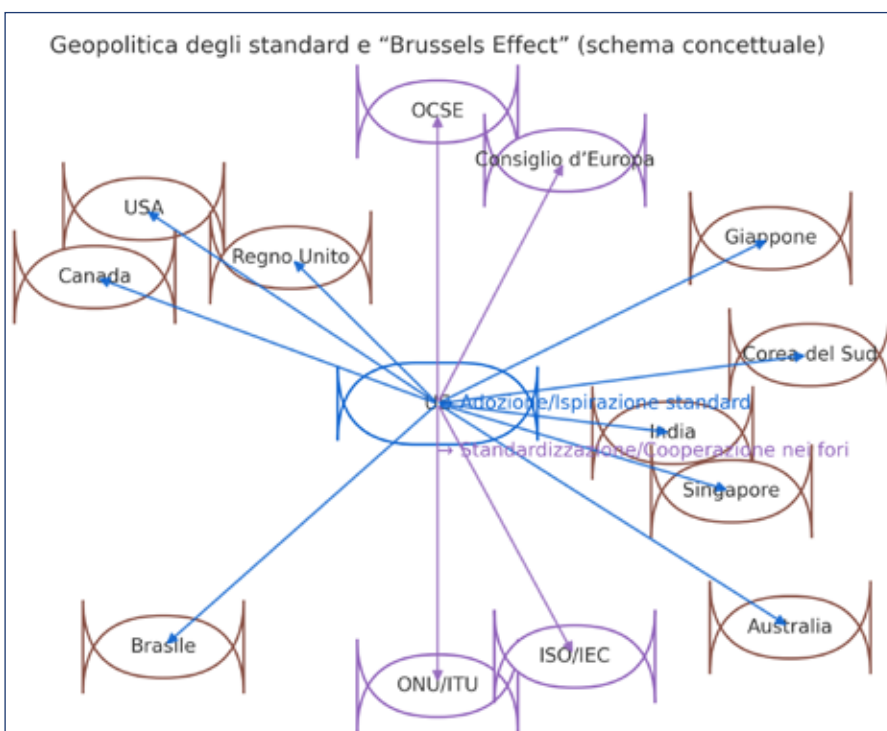 Geopolitica degli standard e “Brussels Effect” (schema concettuale)
OCSE
Consiglio d’Europa
USA
Regno Unito
Giappone
Canada
Corea del Sud
→ Adozione/Ispirazione standard
India
→ Standardizzazione/Cooperazione nei fori
Singapore
Brasile
Australia
ISO/IEC
ONU/ITU